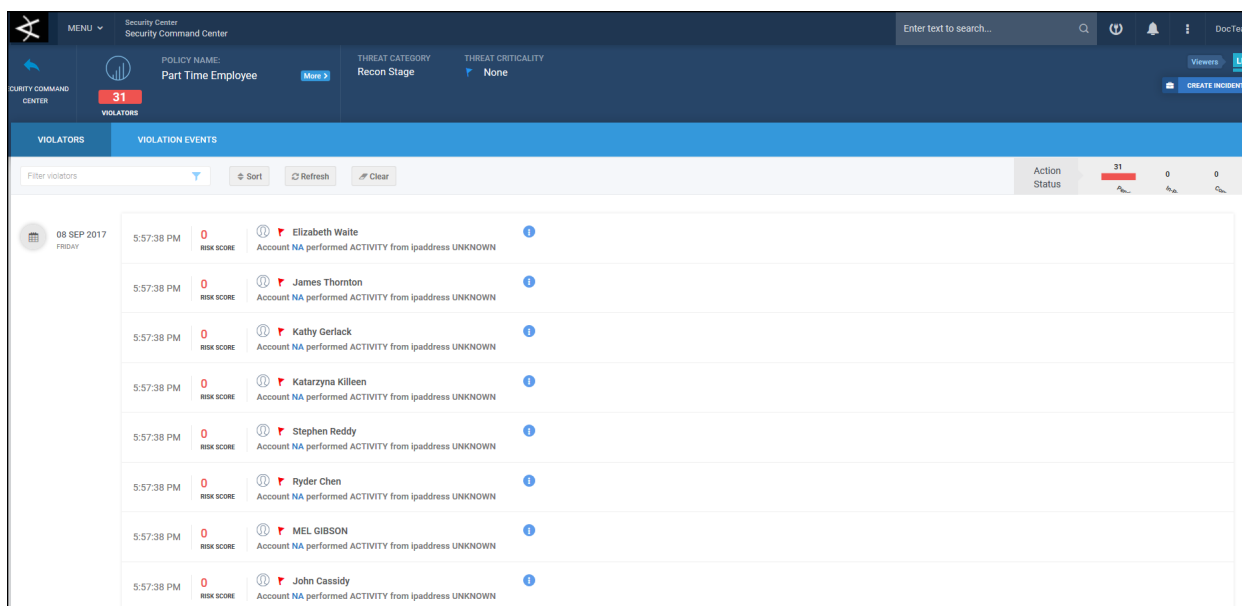 MENU
Security Center
Security Command Center
Enter text to search...
CENTER
POLICY NAME:
Part Time Employee
More >
31
VIOLATORS
THREAT CATEGORY
Recon Stage
THREAT CRITICALITY
None
Viewers
CREATE INCIDENT
VIOLATORS
VIOLATION EVENTS
Filter violators
Sort
Refresh
Clear
Action
Status
31
0
0
08 SEP 2017
FRIDAY
5:57:38 PM
0
RISK SCORE
Elizabeth Waite
Account NA performed ACTIVITY from ipaddress UNKNOWN
5:57:38 PM
0
RISK SCORE
James Thornton
Account NA performed ACTIVITY from ipaddress UNKNOWN
5:57:38 PM
0
RISK SCORE
Kathy Gerlack
Account NA performed ACTIVITY from ipaddress UNKNOWN
5:57:38 PM
0
RISK SCORE
Katarzyna Killeen
Account NA performed ACTIVITY from ipaddress UNKNOWN
5:57:38 PM
0
RISK SCORE
Stephen Reddy
Account NA performed ACTIVITY from ipaddress UNKNOWN
5:57:38 PM
0
RISK SCORE
Ryder Chen
Account NA performed ACTIVITY from ipaddress UNKNOWN
5:57:38 PM
0
RISK SCORE
MEL GIBSON
Account NA performed ACTIVITY from ipaddress UNKNOWN
5:57:38 PM
0
RISK SCORE
John Cassidy
Account NA performed ACTIVITY from ipaddress UNKNOWN